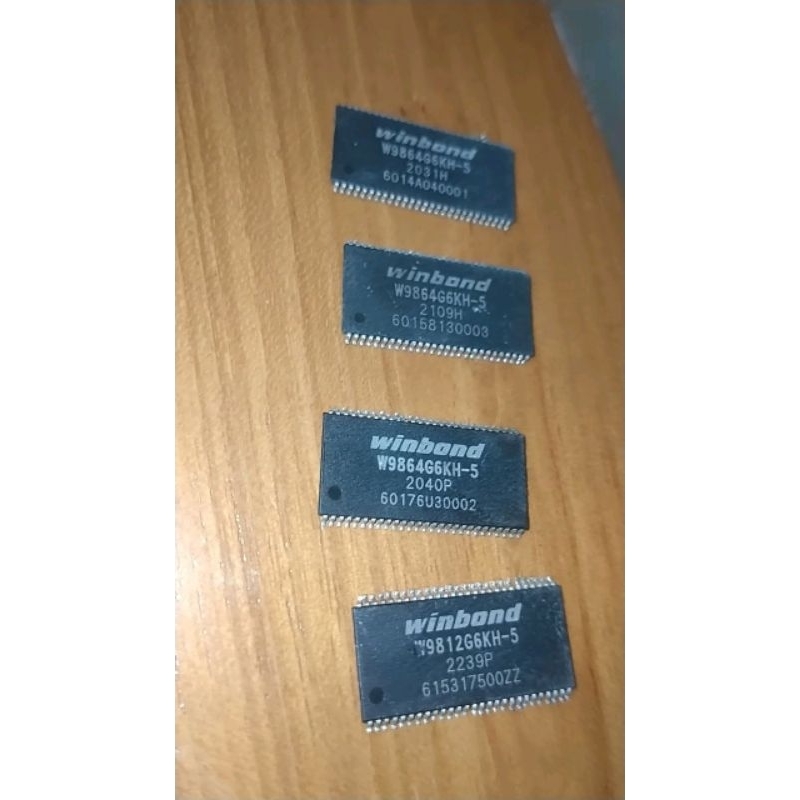 winbond
W9864G6KH-5
2031H
6014A040001
winbond
W9864G6KH-5
2109H
60158130003
winbond
W9864G6KH-5
2040P
60176U30002
winbond
W9812G6KH-5
2239P
615317500ZZ